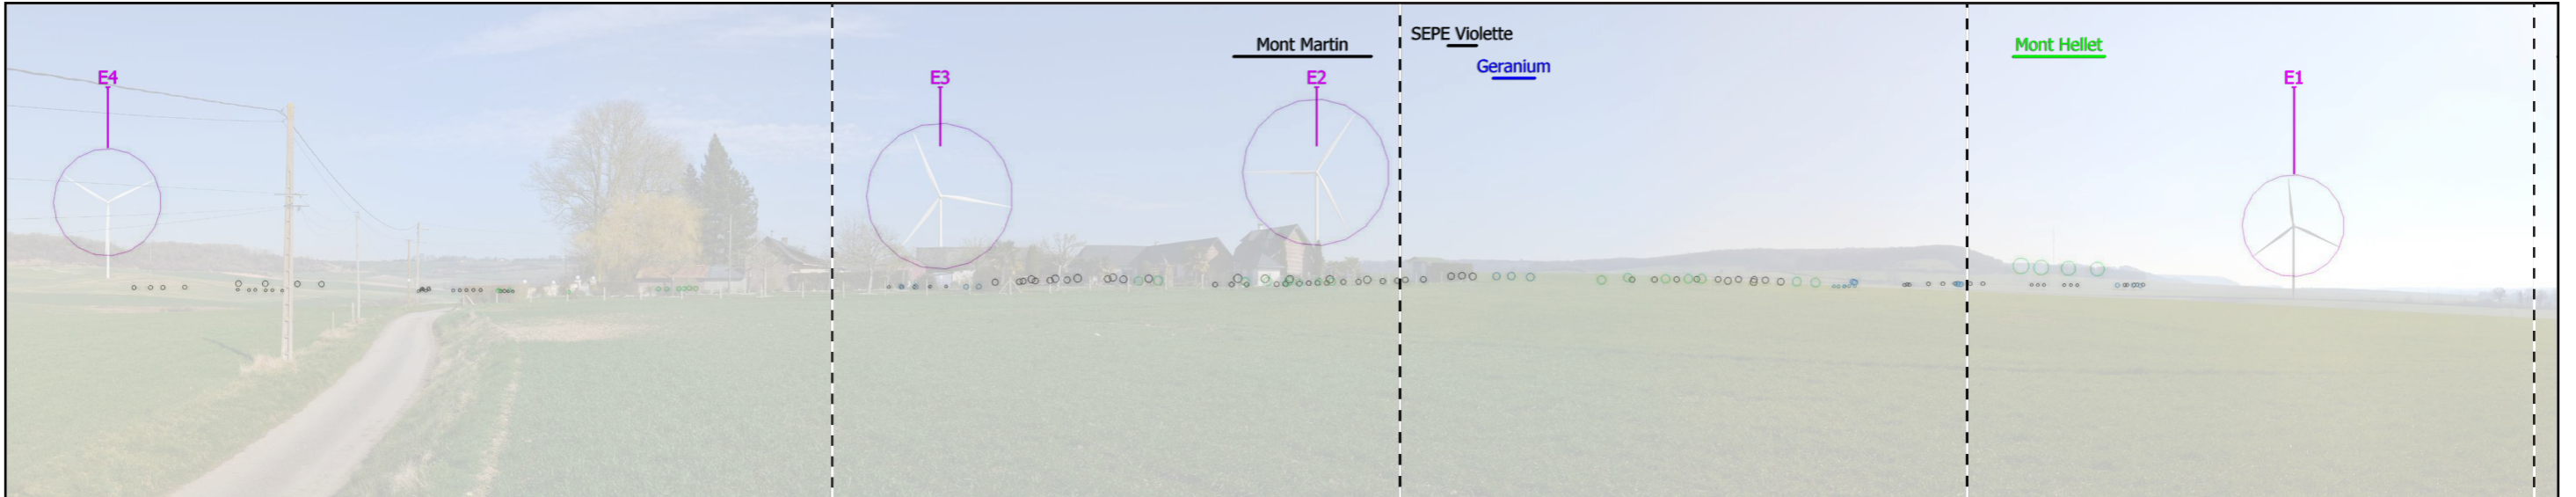 SEPE Violette
Mont Martin
Mont Hellet
Geranium
E4
E3
E2
E1